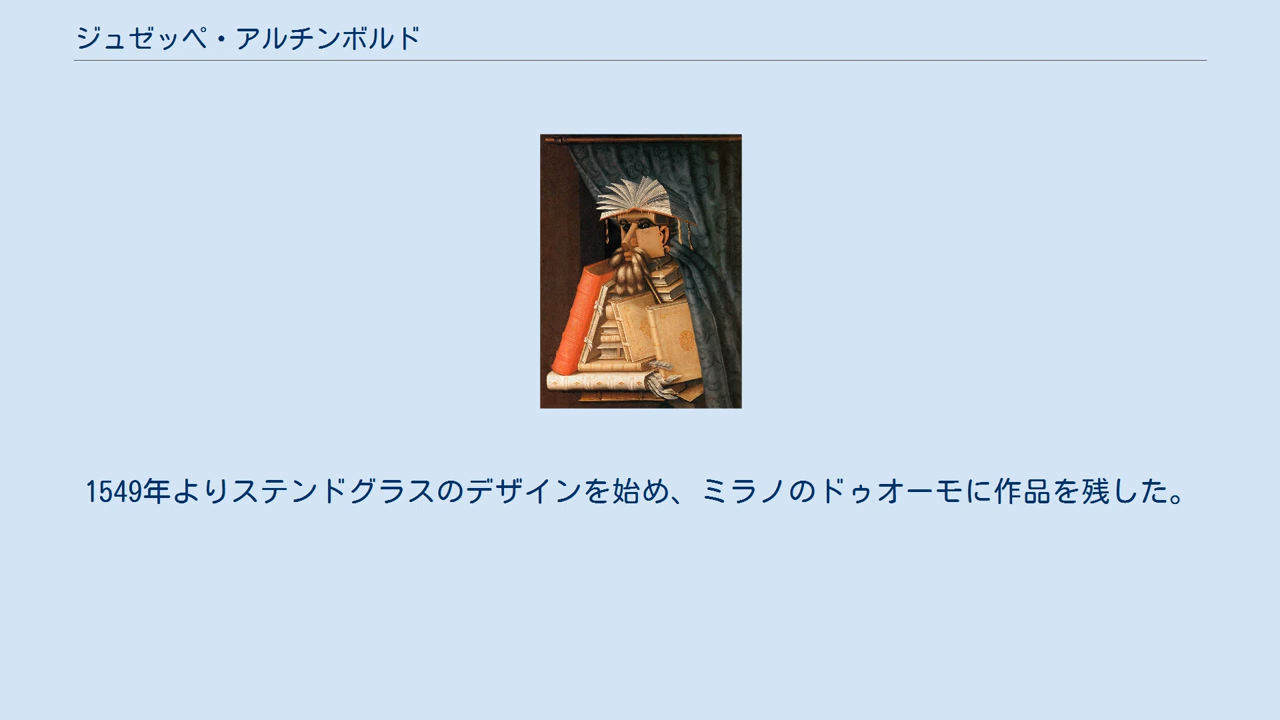 ジュゼッペ・アルチンボルド
1549年よりステンドグラスのデザインを始め、ミラノのドゥオーモに作品を残した。